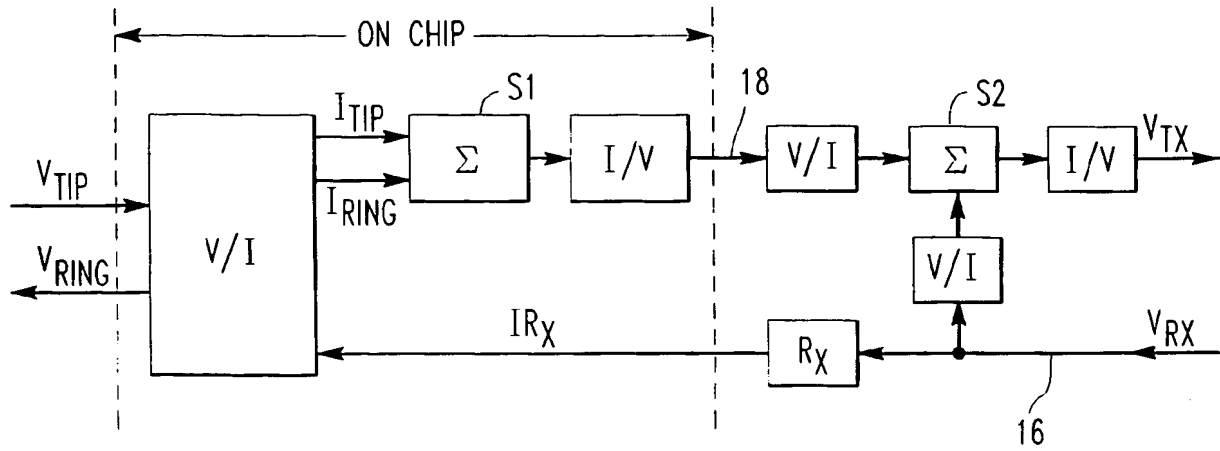 ON CHIP
S1
18
S2
I_TIP
V_TX
V_TIP
Σ
I/V
V/I
Σ
I/V
I_RING
V_RING
V/I
V/I
IR_X
R_X
V_RX
16